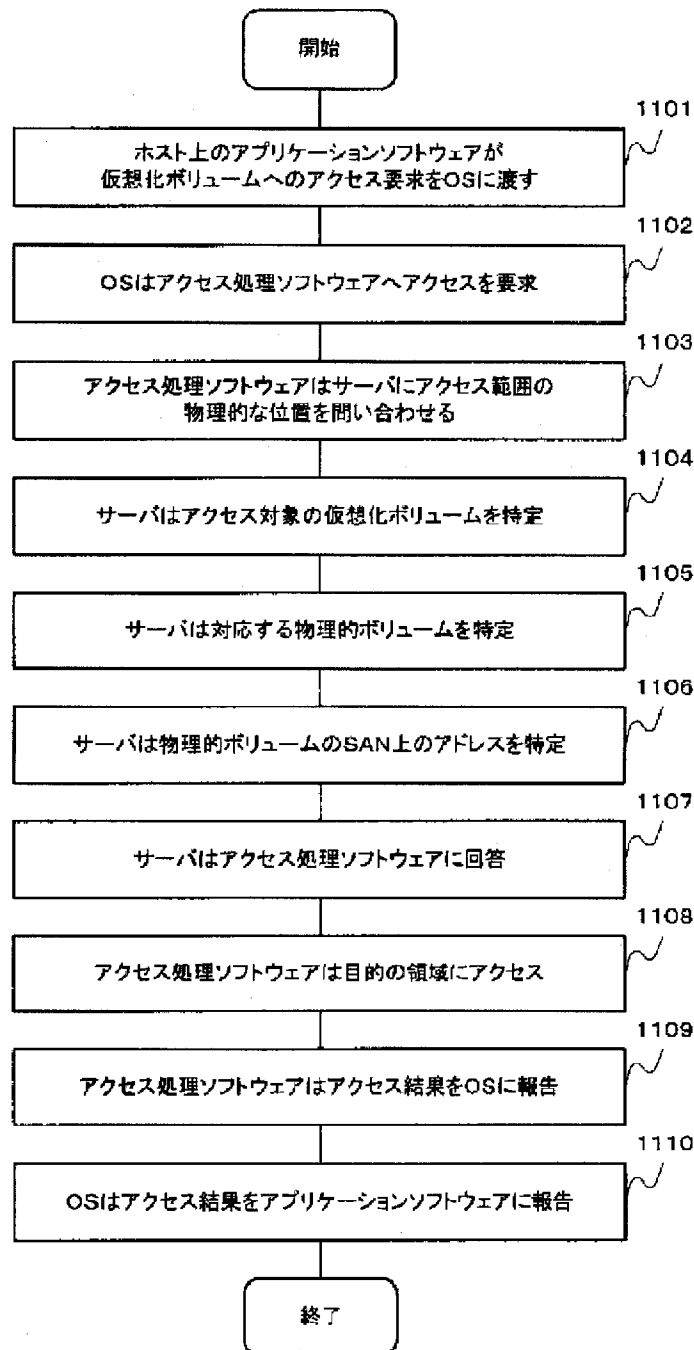 開始
1101
ホスト上のアプリケーションソフトウェアが
仮想化ボリュームへのアクセス要求をOSに渡す
1102
OSはアクセス処理ソフトウェアへアクセスを要求
1103
アクセス処理ソフトウェアはサーバにアクセス範囲の
物理的な位置を問い合わせる
1104
サーバはアクセス対象の仮想化ボリュームを特定
1105
サーバは対応する物理的ボリュームを特定
1106
サーバは物理的ボリュームのSAN上のアドレスを特定
1107
サーバはアクセス処理ソフトウェアに回答
1108
アクセス処理ソフトウェアは目的の領域にアクセス
1109
アクセス処理ソフトウェアはアクセス結果をOSに報告
1110
OSはアクセス結果をアプリケーションソフトウェアに報告
終了